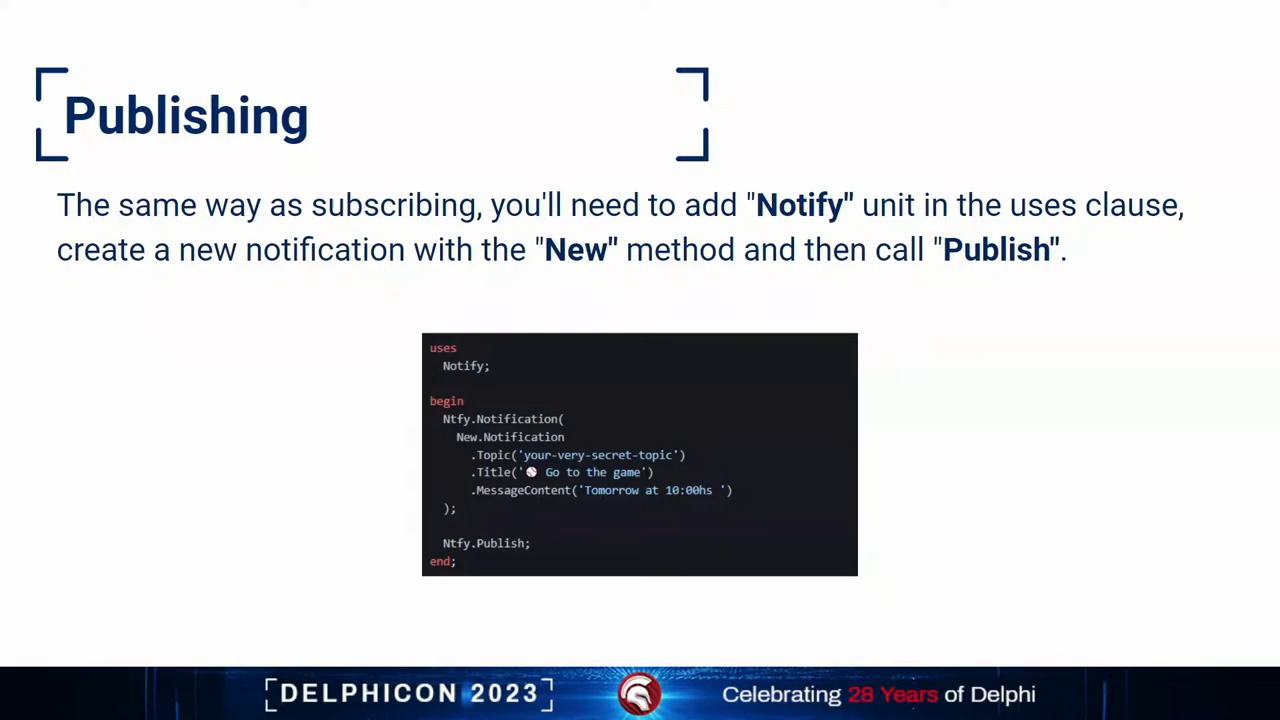 Publishing
The same way as subscribing, you'll need to add "Notify" unit in the uses clause,
create a new notification with the "New" method and then call "Publish".
uses
Notify;
begin
Ntfy.Notification(
New.Notification
.Topic('your-very-secret-topic')
.Title('⚾ Go to the game')
.MessageContent('Tomorrow at 10:00hs ')
);
Ntfy.Publish;
end;
DELPHICON 2023
Celebrating 28 Years of Delphi